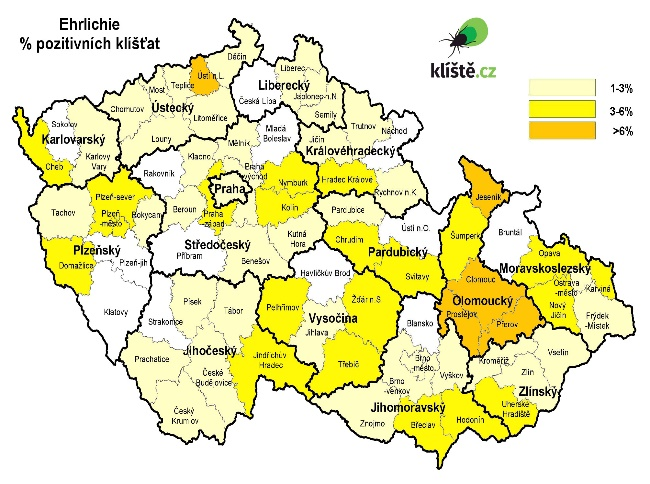 Ehrlichie
% pozitivních klíšťat
klíště.cz
1-3%
3-6%
>6%
Děčín
Ústí n.L.
Teplice
Most
Chomutov
Ústecký
Litoměřice
Louny
Liberec
Liberecký
Jablonec n.N
Česká Lípa
Semily
Sokolov
Karlovarský
Karlovy
Vary
Cheb
Trutnov
Náchod
Jičín
Královéhradecký
Hradec Králové
Rychnov n.K.
Mladá
Boleslav
Mělník
Kladno
Rakovník
Praha
východ
Praha
Nymburk
Kolín
Praha
západ
Beroun
Středočeský
Kutná
Hora
Příbram
Benešov
Plzeň-sever
Plzeň
-město
Rokycany
Tachov
Plzeňský
Domažlice
Plzeň-jih
Klatovy
Pardubice
Ústí n.O.
Chrudim
Pardubický
Svitavy
Jeseník
Šumperk
Olomouc
Olomoucký
Prostějov
Přerov
Bruntál
Opava
Moravskoslezský
Ostrava
-město
Karviná
Nový
Jičín
Frýdek
-Místek
Havlíčkův Brod
Žďár n.S.
Pelhřimov
Vysočina
Jihlava
Třebíč
Písek
Tábor
Strakonice
Prachatice
Jihočeský
České
Budějovice
Jindřichův
Hradec
Český
Krumlov
Blansko
Brno
-město
Brno
-venkov
Vyškov
Jihomoravský
Znojmo
Břeclav
Hodonín
Kroměříž
Vsetín
Zlín
Zlínský
Uherské
Hradiště